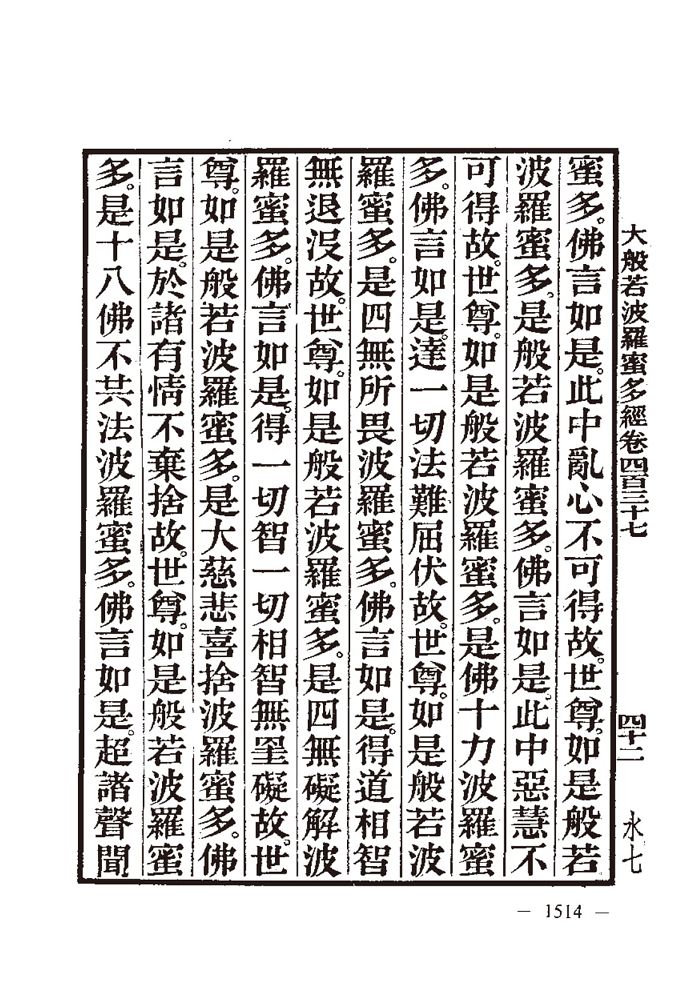 大般若波羅蜜多經卷四百三十七 四十二 水七
蜜多。佛言如是。此中亂心不可得故。世尊。如是般若
波羅蜜多。是般若波羅蜜多。佛言如是。此中惡慧不
可得故。世尊。如是般若波羅蜜多。是佛十力波羅蜜
多。佛言如是。達一切法難屈伏故。世尊。如是般若波
羅蜜多。是四無所畏波羅蜜多。佛言如是。得道相智
無退沒故。世尊。如是般若波羅蜜多。是四無礙解波
羅蜜多。佛言如是。得一切智一切相智無罣礙故。世
尊。如是般若波羅蜜多。是大慈悲喜捨波羅蜜多。佛
言如是。於諸有情不棄捨故。世尊。如是般若波羅蜜
多。是十八佛不共法波羅蜜多。佛言如是。超諸聲聞
— 1514 —